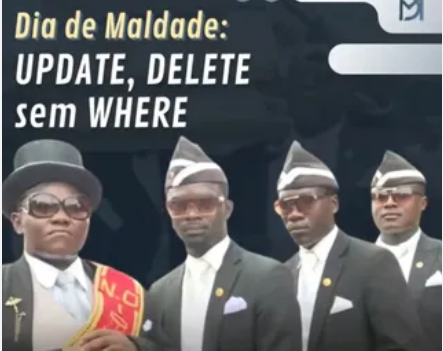 Dia de Maldade:
UPDATE, DELETE
sem WHERE